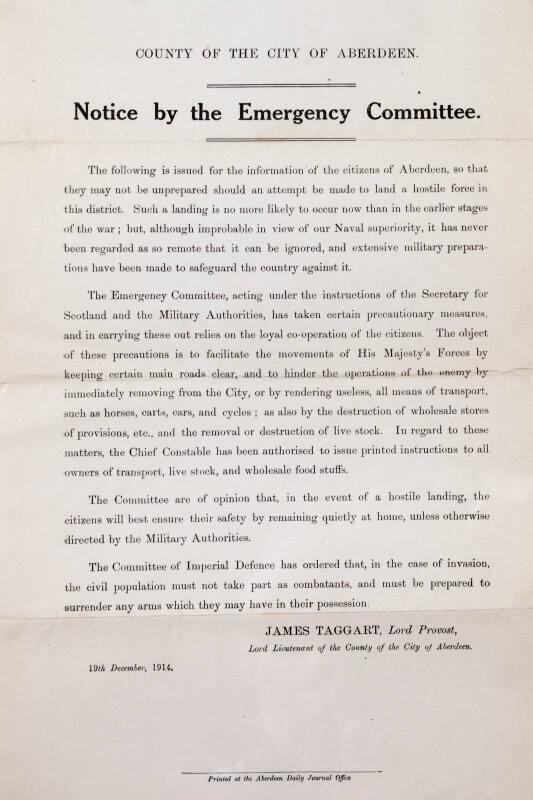 COUNTY OF THE CITY OF ABERDEEN.
Notice by the Emergency Committee.
The following is issued for the information of the citizens of Aberdeen, so that
they may not be unprepared should an attempt be made to land a hostile force in
this district. Such a landing is no more likely to occur now than in the earlier stages
of the war; but, although improbable in view of our Naval superiority, it has never
been regarded as so remote that it can be ignored, and extensive military prepara-
tions have been made to safeguard the country against it.
The Emergency Committee, acting under the instructions of the Secretary for
Scotland and the Military Authorities, has taken certain precautionary measures,
and in carrying these out relies on the loyal co-operation of the citizens. The object
of these precautions is to facilitate the movements of His Majesty's Forces by
keeping certain main roads clear, and to hinder the operations of the enemy by
immediately removing from the City, or by rendering useless, all means of transport,
such as horses, carts, cars, and cycles; as also by the destruction of wholesale stores
of provisions, etc., and the removal or destruction of live stock. In regard to these
matters, the Chief Constable has been authorised to issue printed instructions to all
owners of transport, live stock, and wholesale food stuffs.
The Committee are of opinion that, in the event of a hostile landing, the
citizens will best ensure their safety by remaining quietly at home, unless otherwise
directed by the Military Authorities.
The Committee of Imperial Defence has ordered that, in the case of invasion,
the civil population must not take part as combatants, and must be prepared to
surrender any arms which they may have in their possession.
JAMES TAGGART, Lord Provost,
Lord Lieutenant of the County of the City of Aberdeen.
19th December, 1914.
Printed at the Aberdeen Daily Journal Office